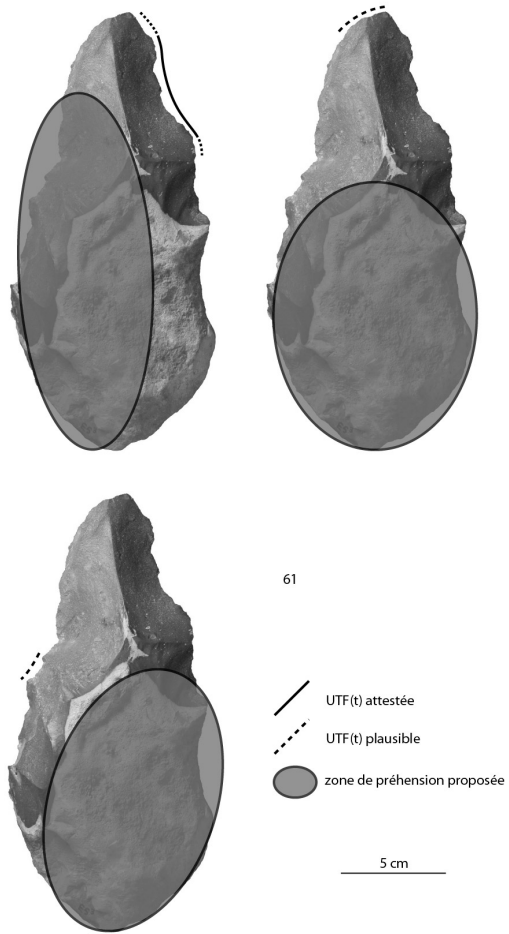 61
UTF(t) attestée
UTF(t) plausible
zone de préhension proposée
5 cm